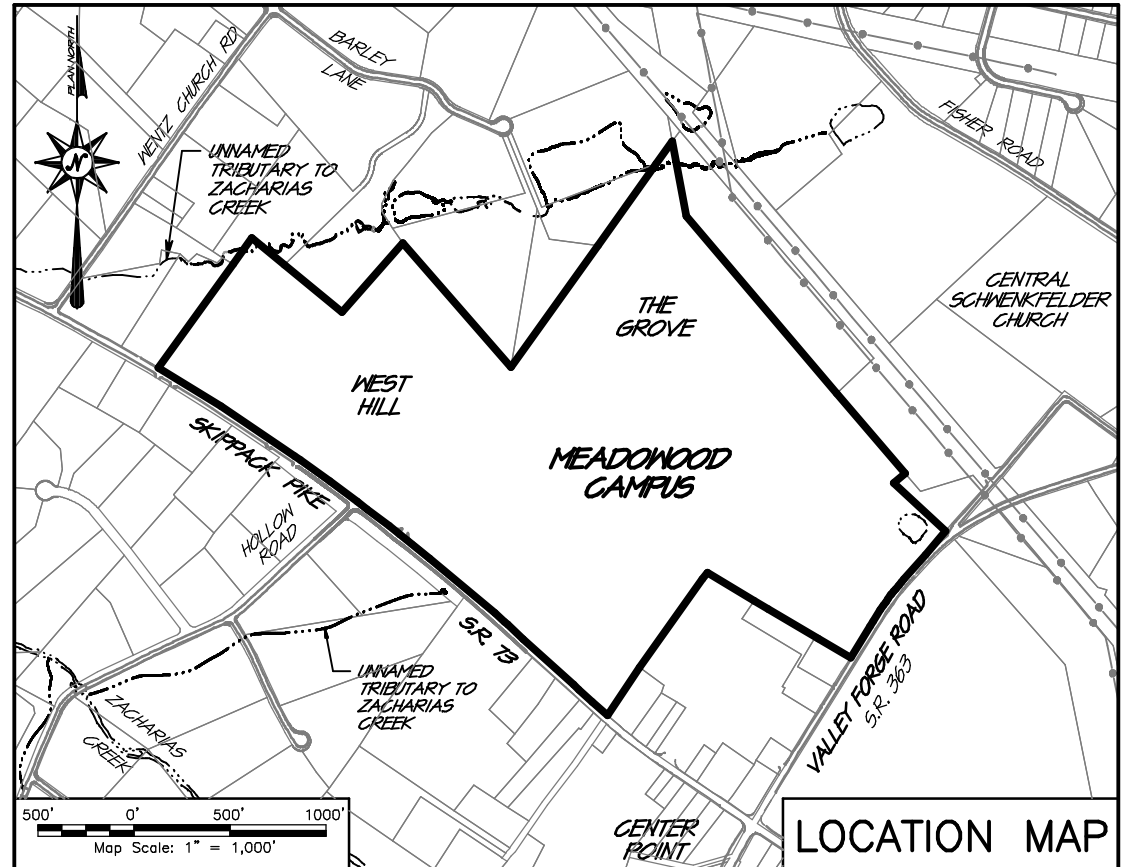 PLAN NORTH
N
WENTZ CHURCH RD
BARLEY
LANE
UNNAMED
TRIBUTARY TO
ZACHARIAS
CREEK
FISHER ROAD
CENTRAL
SCHWENKFELDER
CHURCH
THE
GROVE
WEST
HILL
MEADOWOOD
CAMPUS
SKIPPACK PIKE
HOLLOW
ROAD
S.R. 73
UNNAMED
TRIBUTARY TO
ZACHARIAS
CREEK
ZACHARIAS
CREEK
VALLEY FORGE ROAD
S.R. 363
CENTER
POINT
500' 0' 500' 1000'
Map Scale: 1" = 1,000'
LOCATION MAP